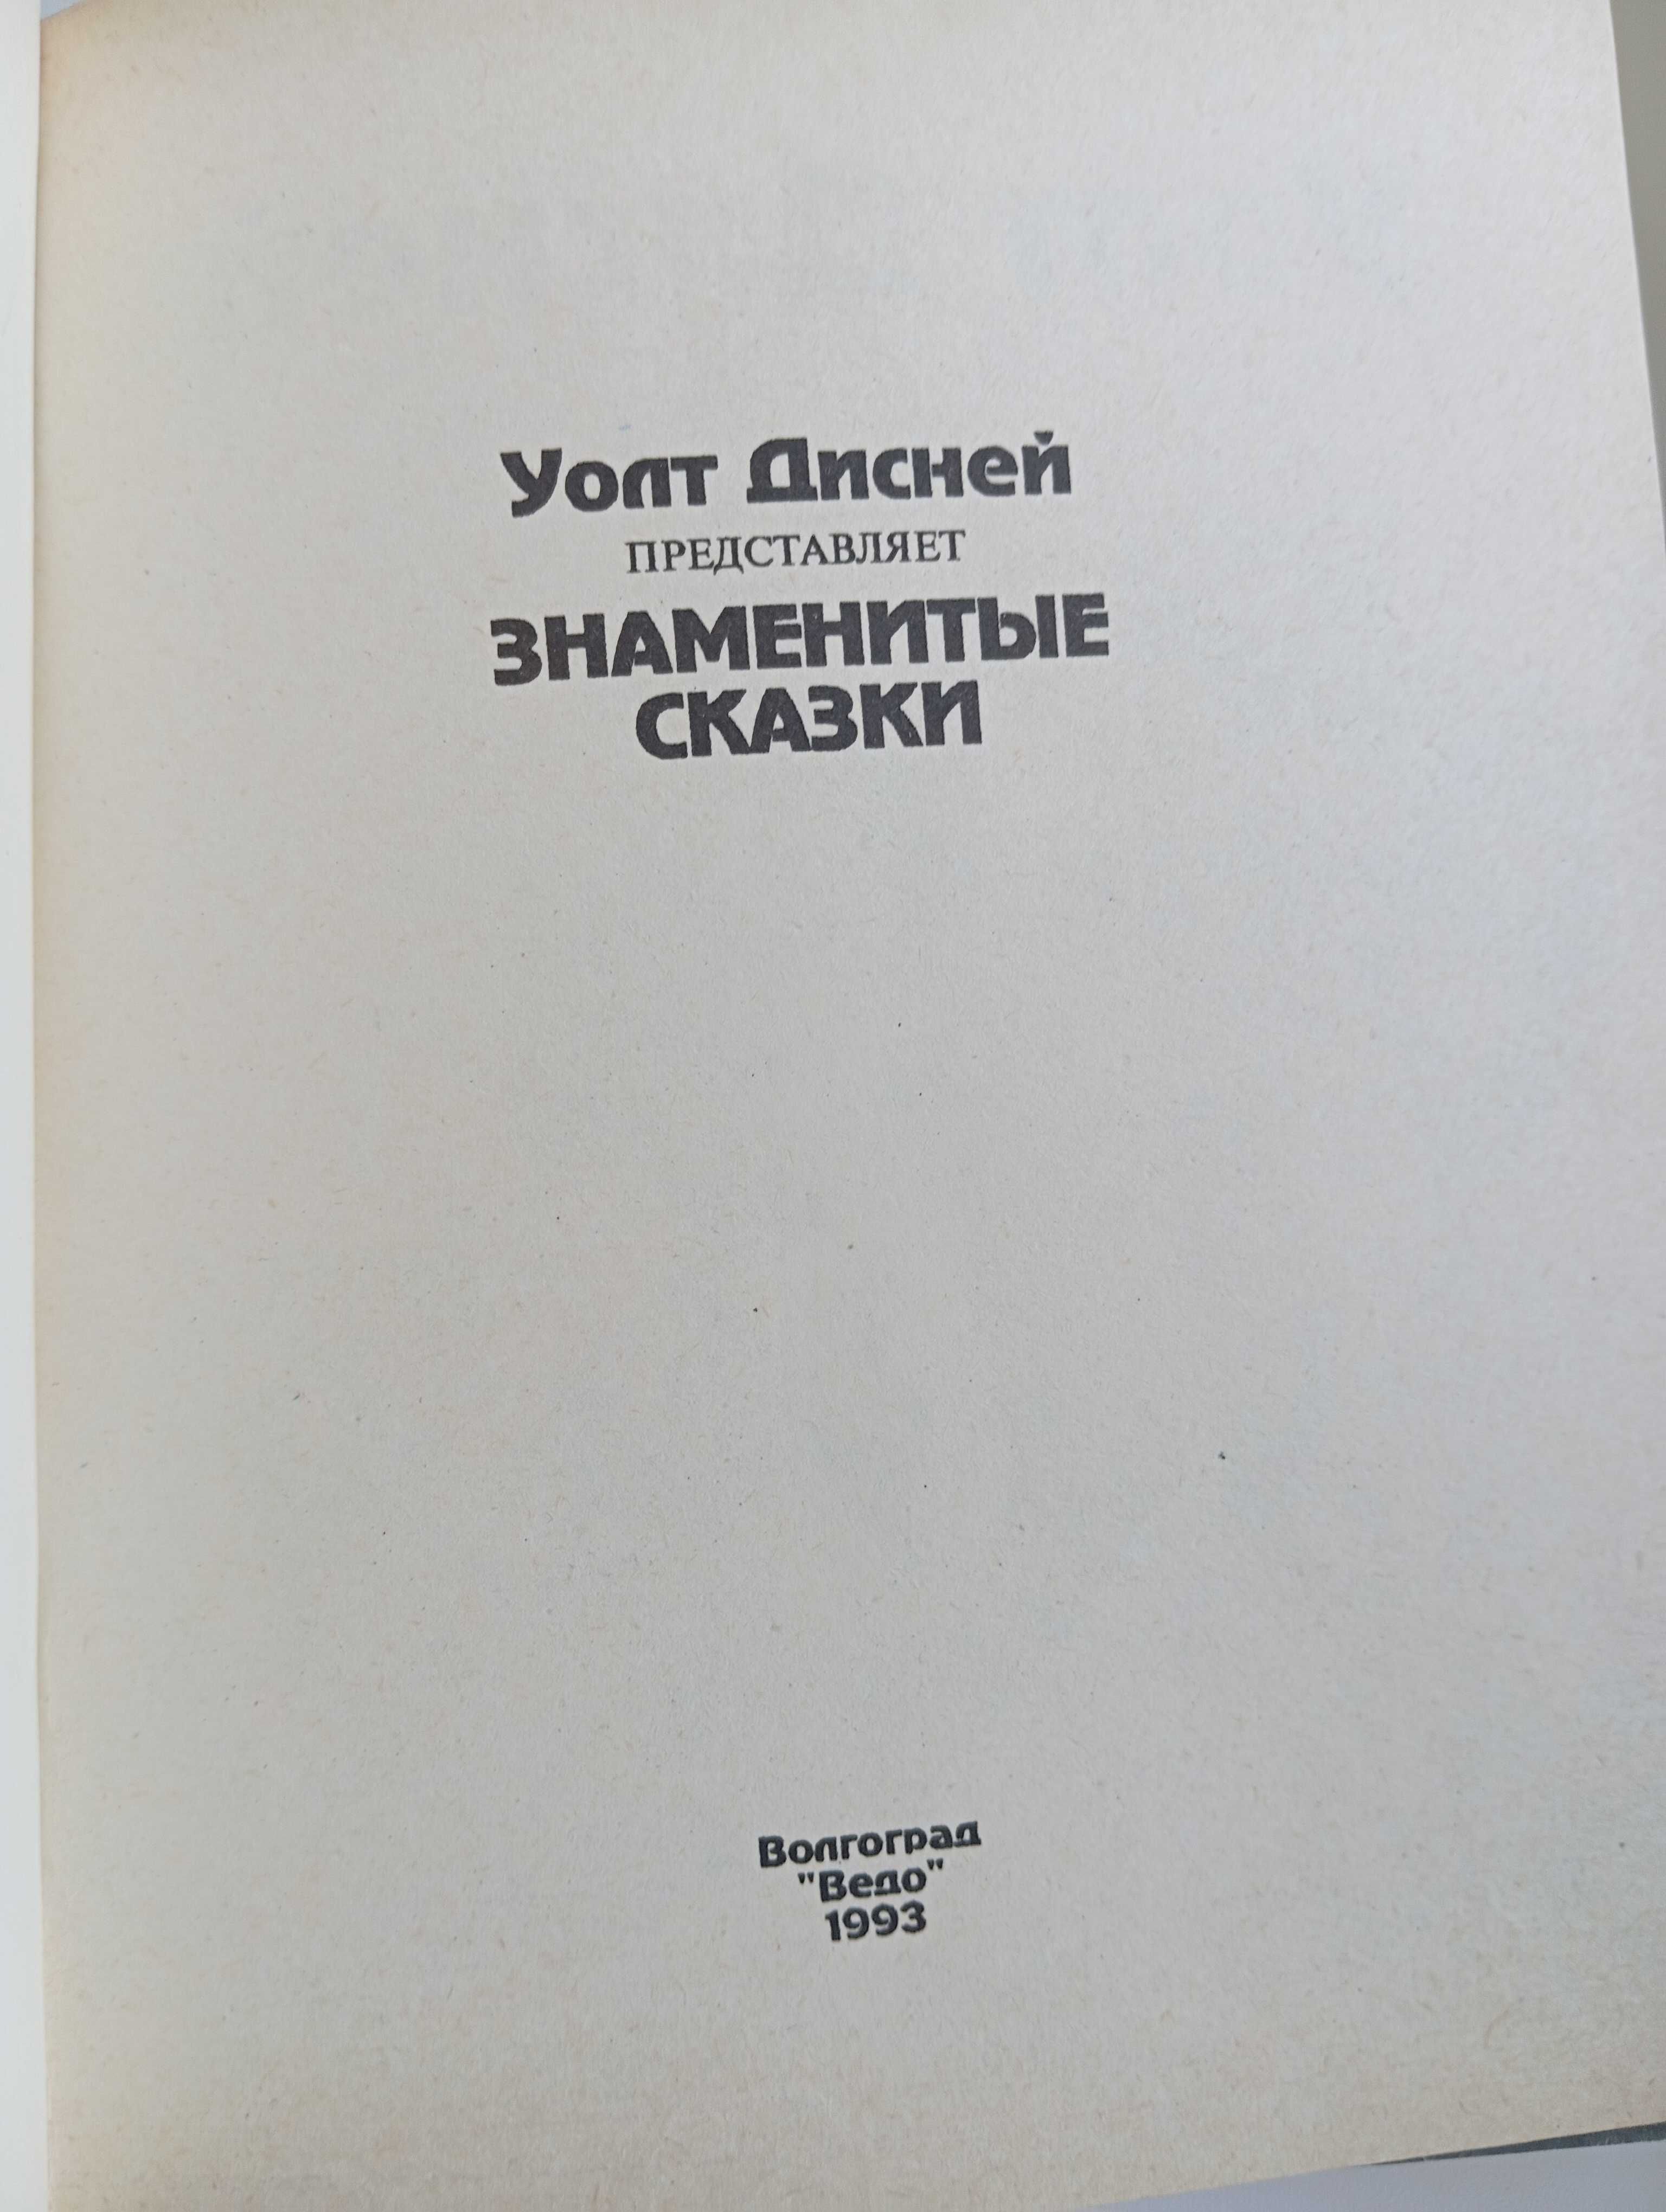 Уолт Дисней
ПРЕДСТАВЛЯЕТ
ЗНАМЕНИТЫЕ
СКАЗКИ
Волгоград
"Ведо"
1993